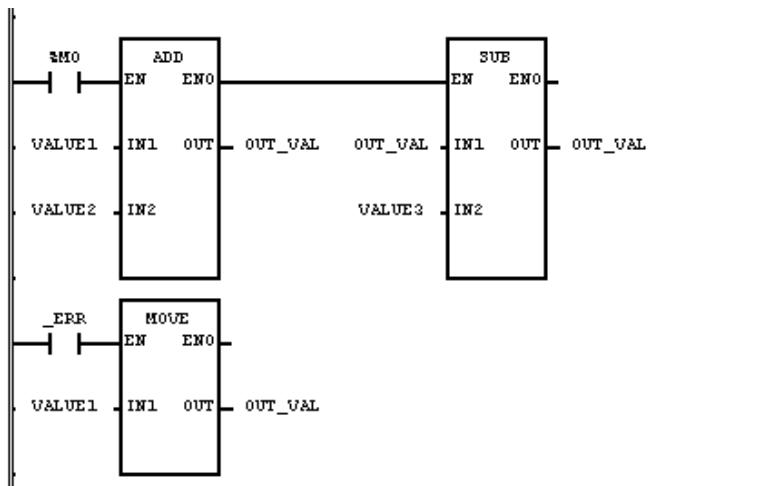 %M0 ADD SUB
EN ENO EN ENO
VALUE1 IN1 OUT OUT_VAL OUT_VAL IN1 OUT OUT_VAL
VALUE2 IN2 VALUE3 IN2
_ERR MOVE
EN ENO
VALUE1 IN1 OUT OUT_VAL